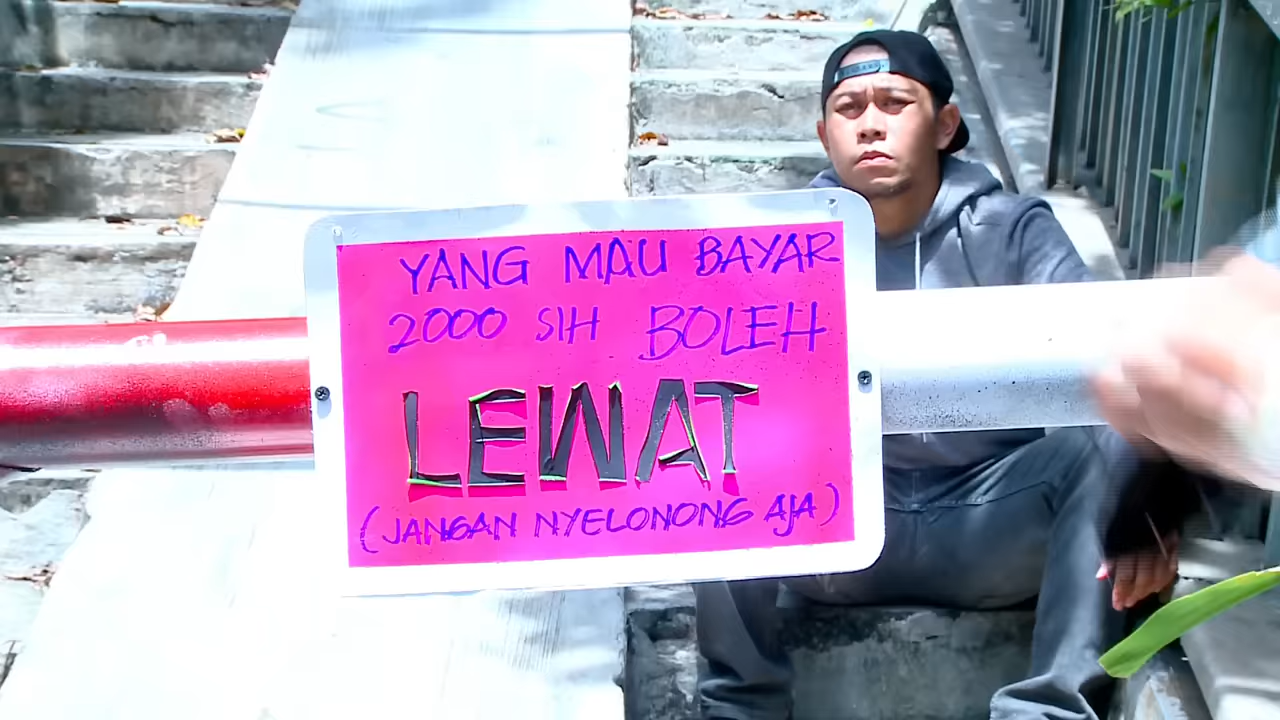 YANG MAU BAYAR
2000 SIH BOLEH
LEWAT
(JANGAN NYELONONG AJA)